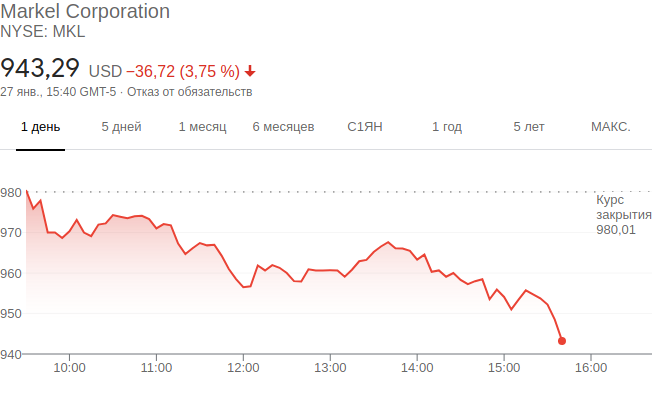 Markel Corporation
NYSE: MKL
943,29 USD −36,72 (3,75 %)
27 янв., 15:40 GMT-5 · Отказ от обязательств
1 день 5 дней 1 месяц 6 месяцев С1ЯН 1 год 5 лет МАКС.
980
Курс
закрытия
980,01
970
960
950
940
10:00 11:00 12:00 13:00 14:00 15:00 16:00